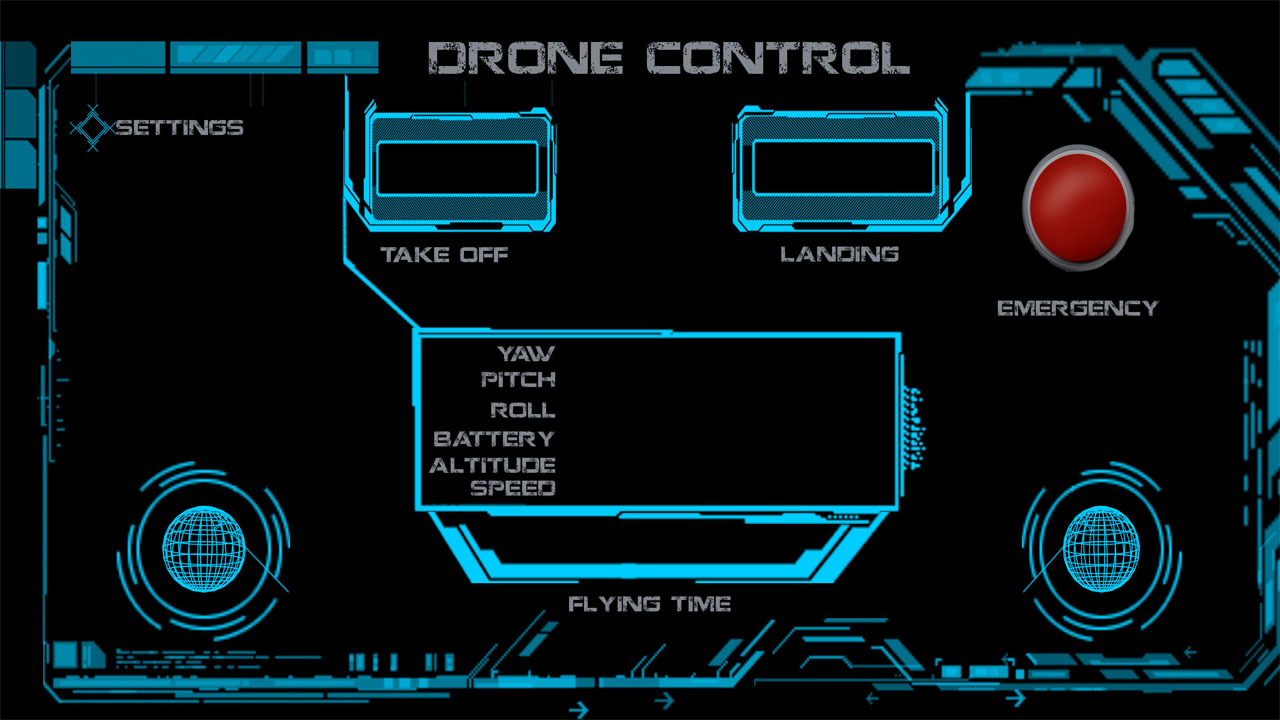 DRONE CONTROL
SETTINGS
TAKE OFF
LANDING
EMERGENCY
YAW
PITCH
ROLL
BATTERY
ALTITUDE
SPEED
FLYING TIME